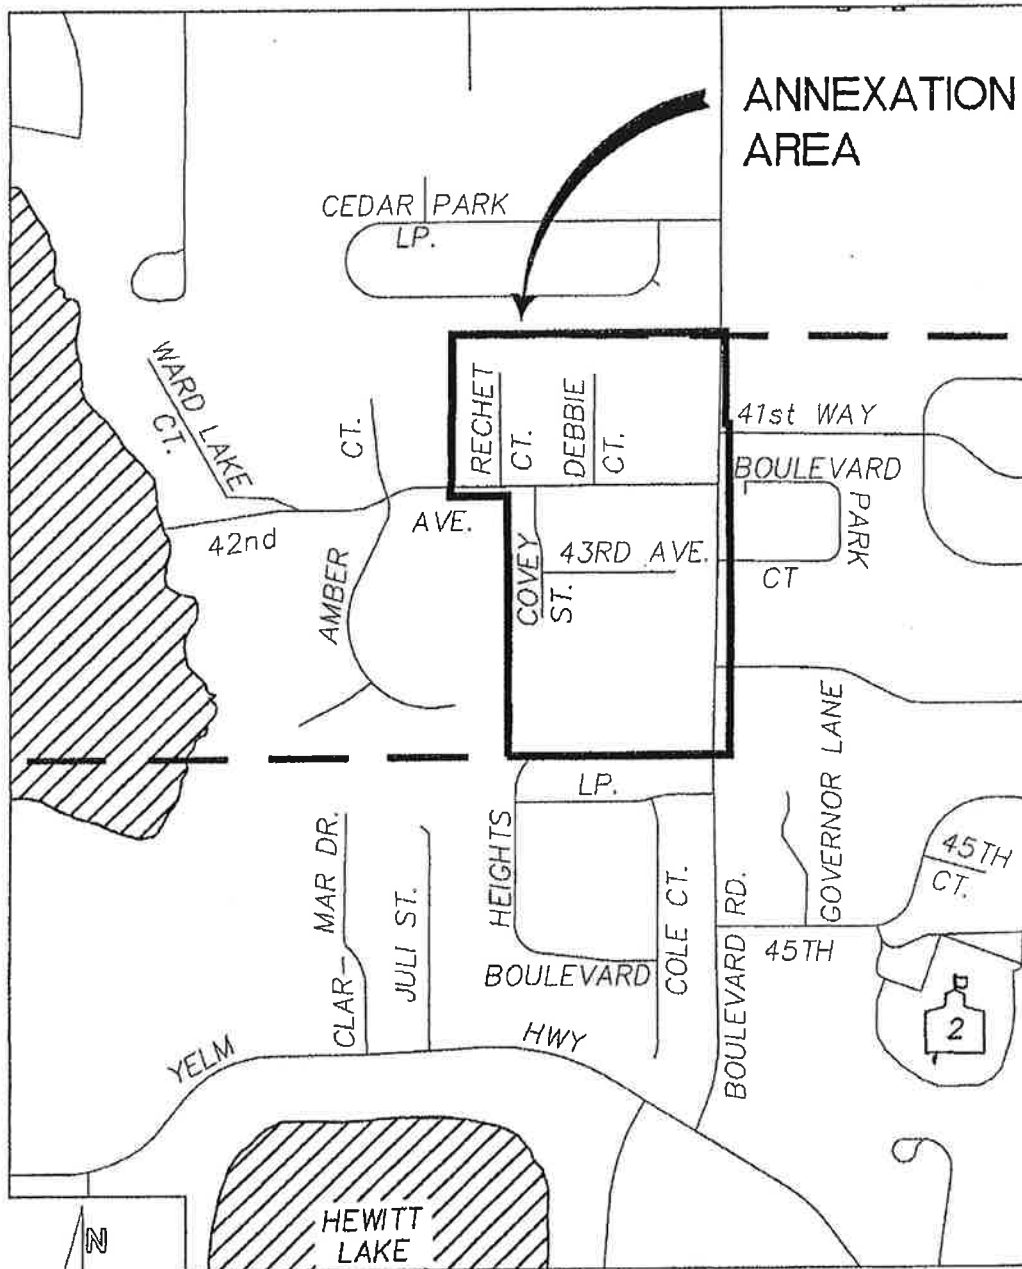 ANNEXATION
AREA
CEDAR PARK
LP.
WARD LAKE
CT.
CT.
RECHET
CT.
DEBBIE
CT.
41st WAY
BOULEVARD
PARK
CT
42nd
AVE.
AMBER
COVEY
ST.
43RD AVE.
LP.
HEIGHTS
BOULEVARD
CLAR-MAR DR.
JULI ST.
COLE CT.
BOULEVARD RD.
GOVERNOR LANE
45TH
CT.
45TH
2
YELM
HWY
HEWITT
LAKE
N